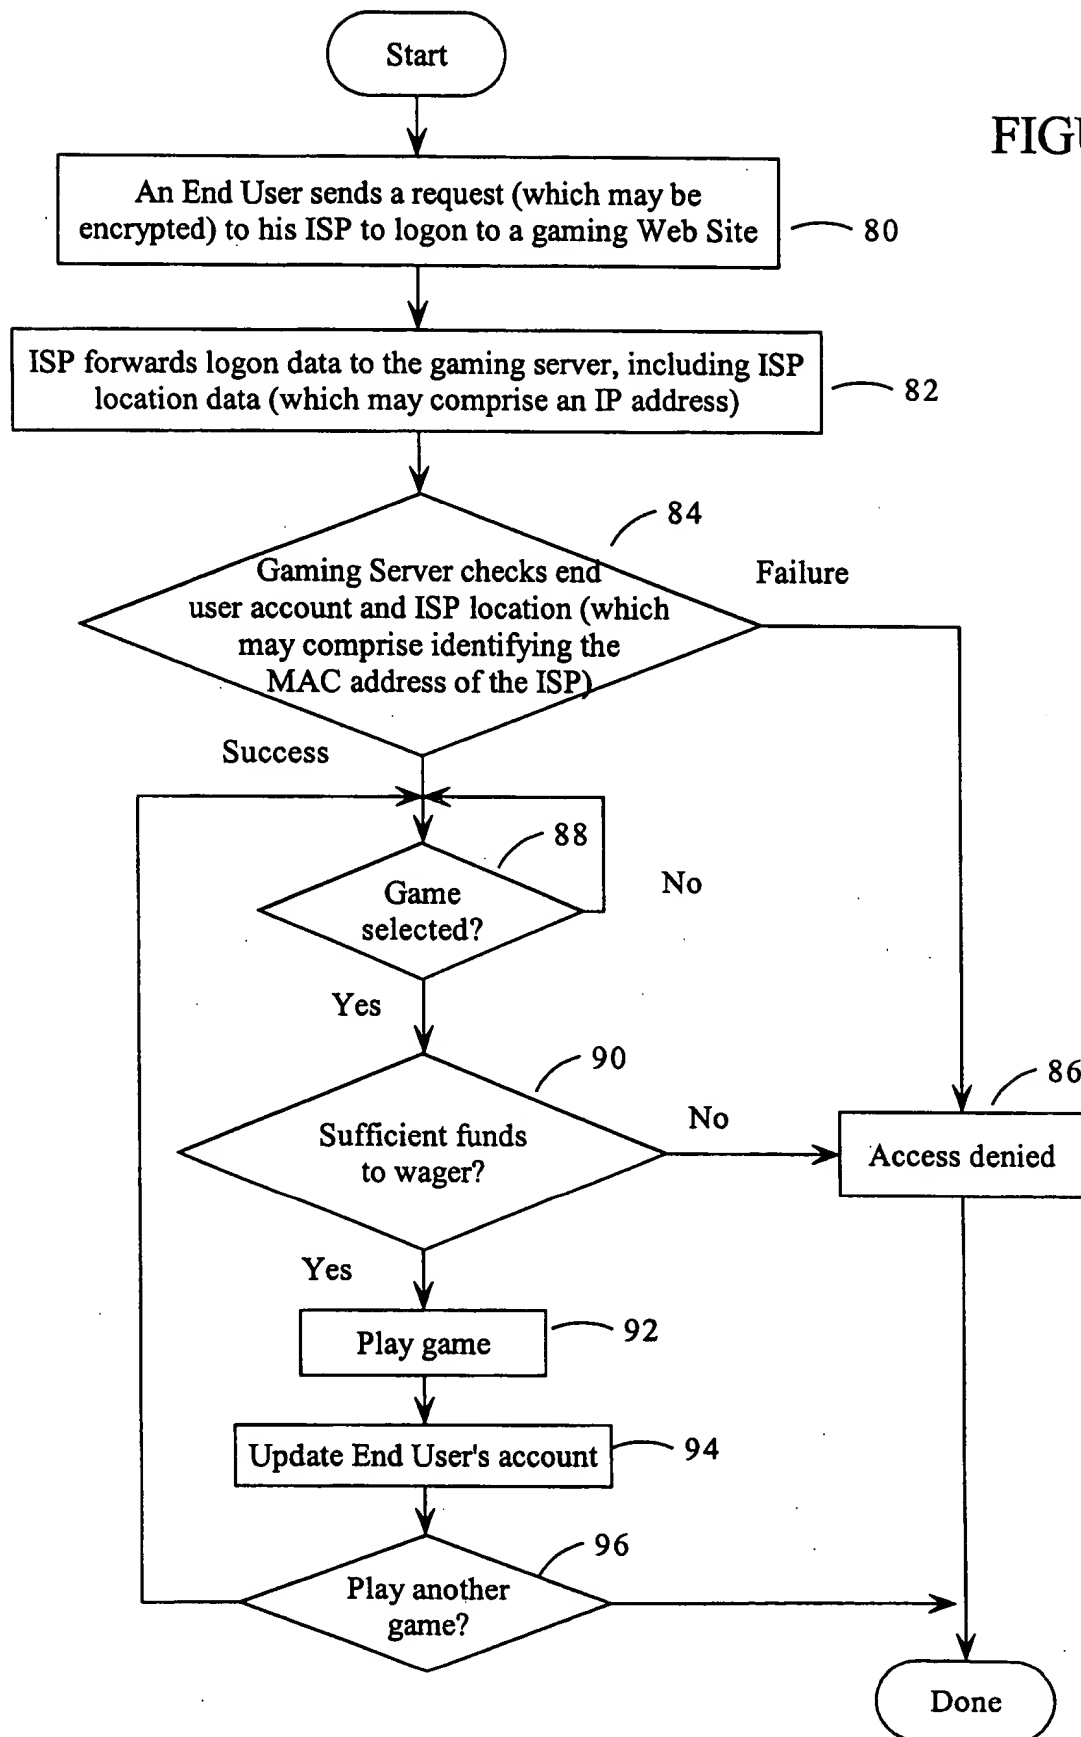 Start
FIGU
An End User sends a request (which may be
encrypted) to his ISP to logon to a gaming Web Site
80
ISP forwards logon data to the gaming server, including ISP
location data (which may comprise an IP address)
82
84
Gaming Server checks end
user account and ISP location (which
may comprise identifying the
MAC address of the ISP)
Failure
Success
88
Game
selected?
No
Yes
90
Sufficient funds
to wager?
No
86
Access denied
Yes
Play game
92
Update End User's account
94
96
Play another
game?
Done